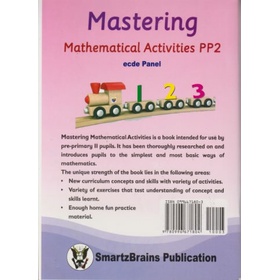 Mastering
Mathematical Activities PP2
ecde Panel
1 2 3
Mastering Mathematical Activities is a book intended for use by
pre-primary II pupils. It has been thoroughly researched on and
introduces pupils to the simplest and most basic ways of
mathematics.
The unique strength of the book lies in the following areas:
• New curriculum concepts and skills with variety of activities.
• Variety of exercises that test understanding of concept and
skills learnt.
• Enough home fun practice
material.
SmartzBrains Publication